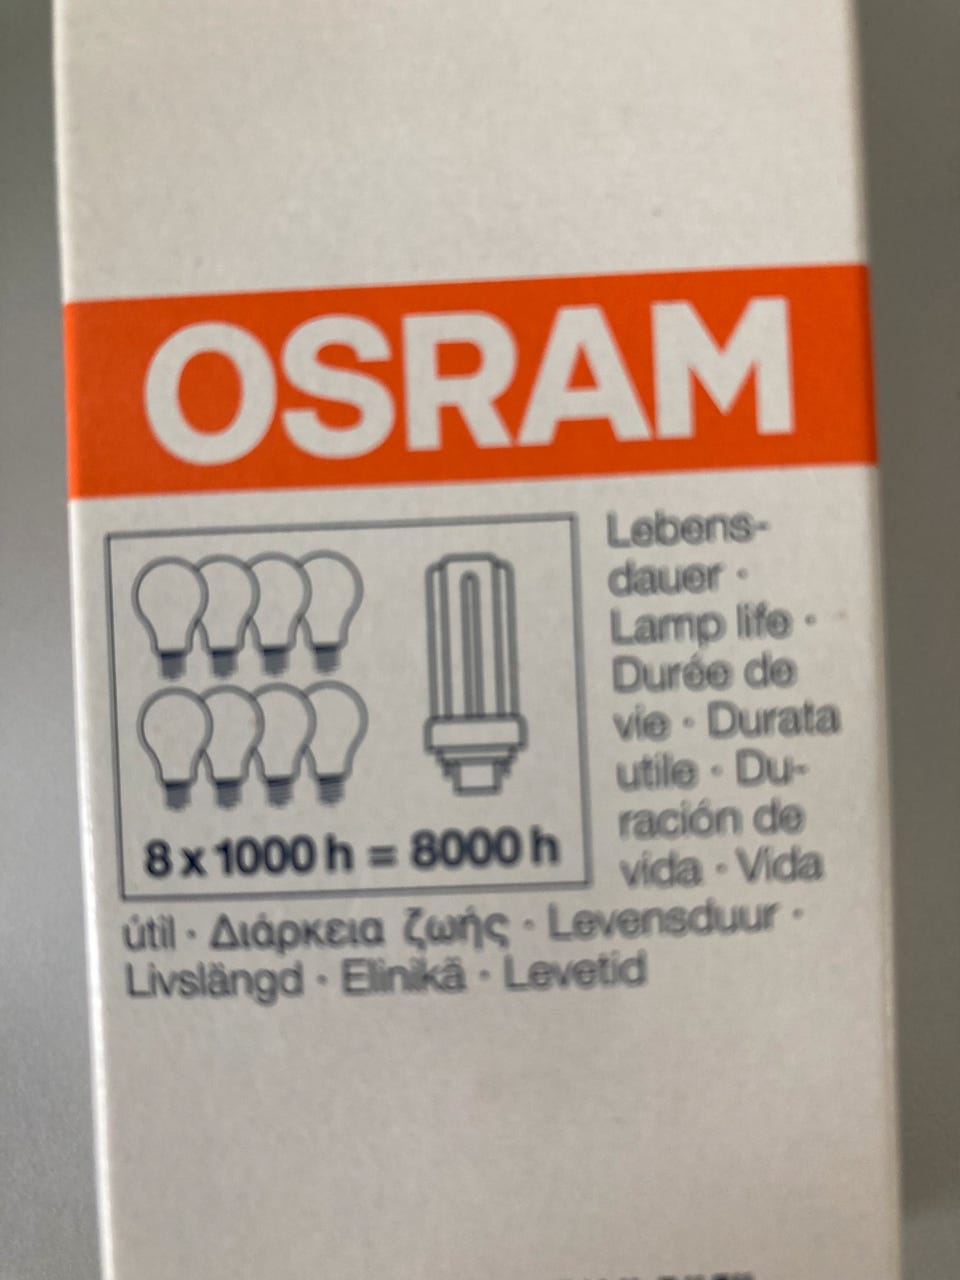 OSRAM
8 x 1000 h = 8000 h
Lebens-
dauer ·
Lamp life ·
Durée de
vie · Durata
utile · Du-
ración de
vida · Vida
útil · Διάρκεια ζωής · Levensduur ·
Livslängd · Elinikä · Levetid